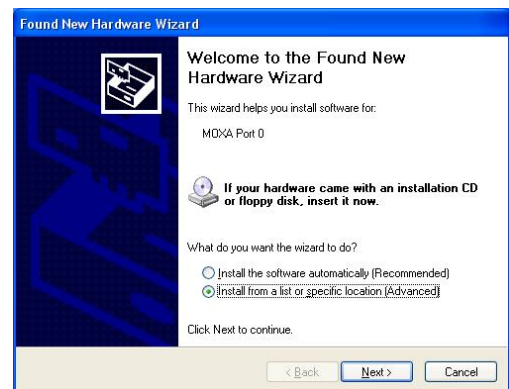 Found New Hardware Wizard
Welcome to the Found New
Hardware Wizard
This wizard helps you install software for:
MOXA Port 0
If your hardware came with an installation CD
or floppy disk, insert it now.
What do you want the wizard to do?
Install the software automatically (Recommended)
Install from a list or specific location (Advanced)
Click Next to continue.
< Back Next > Cancel